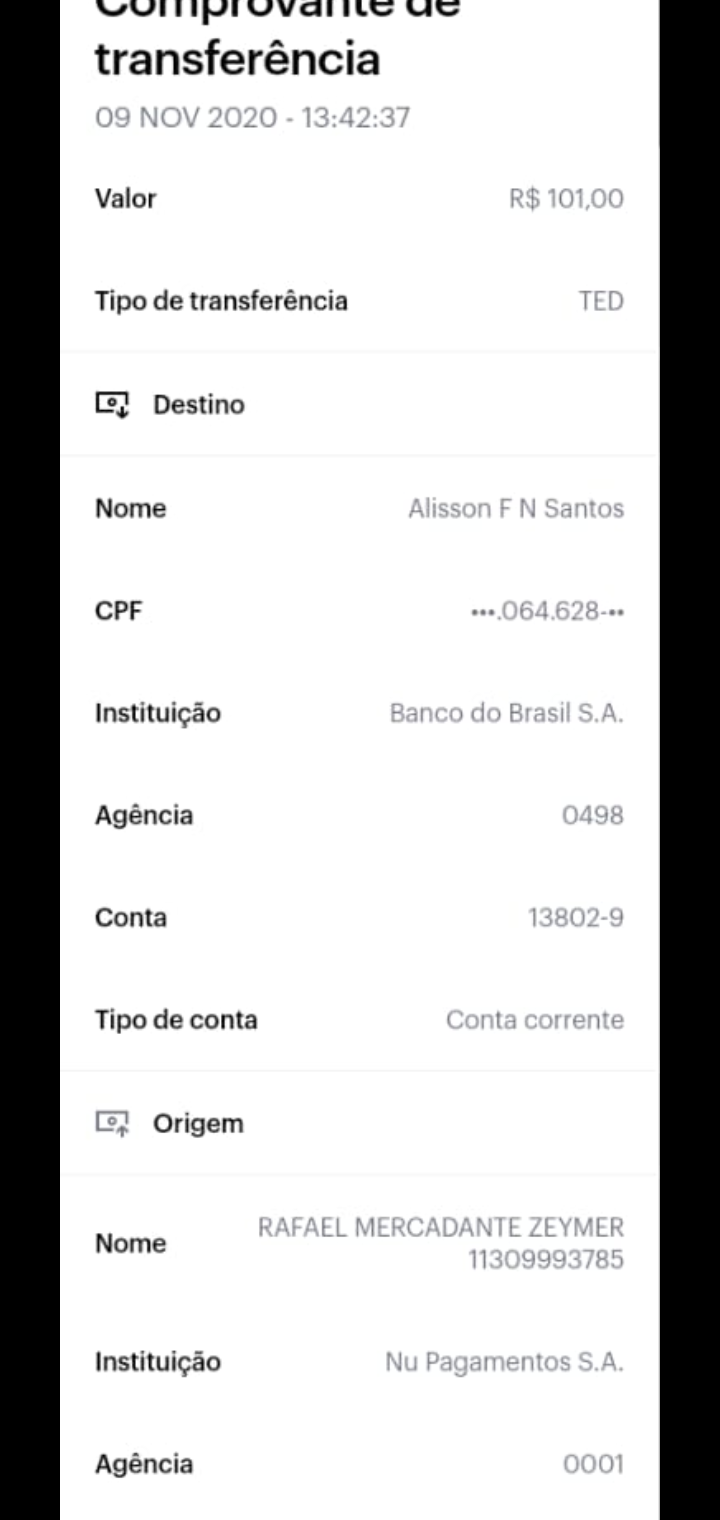 Comprovante de
transferência
09 NOV 2020 - 13:42:37
Valor R$ 101,00
Tipo de transferência TED
Destino
Nome Alisson F N Santos
CPF •••.064.628-••
Instituição Banco do Brasil S.A.
Agência 0498
Conta 13802-9
Tipo de conta Conta corrente
Origem
Nome RAFAEL MERCADANTE ZEYMER
11309993785
Instituição Nu Pagamentos S.A.
Agência 0001